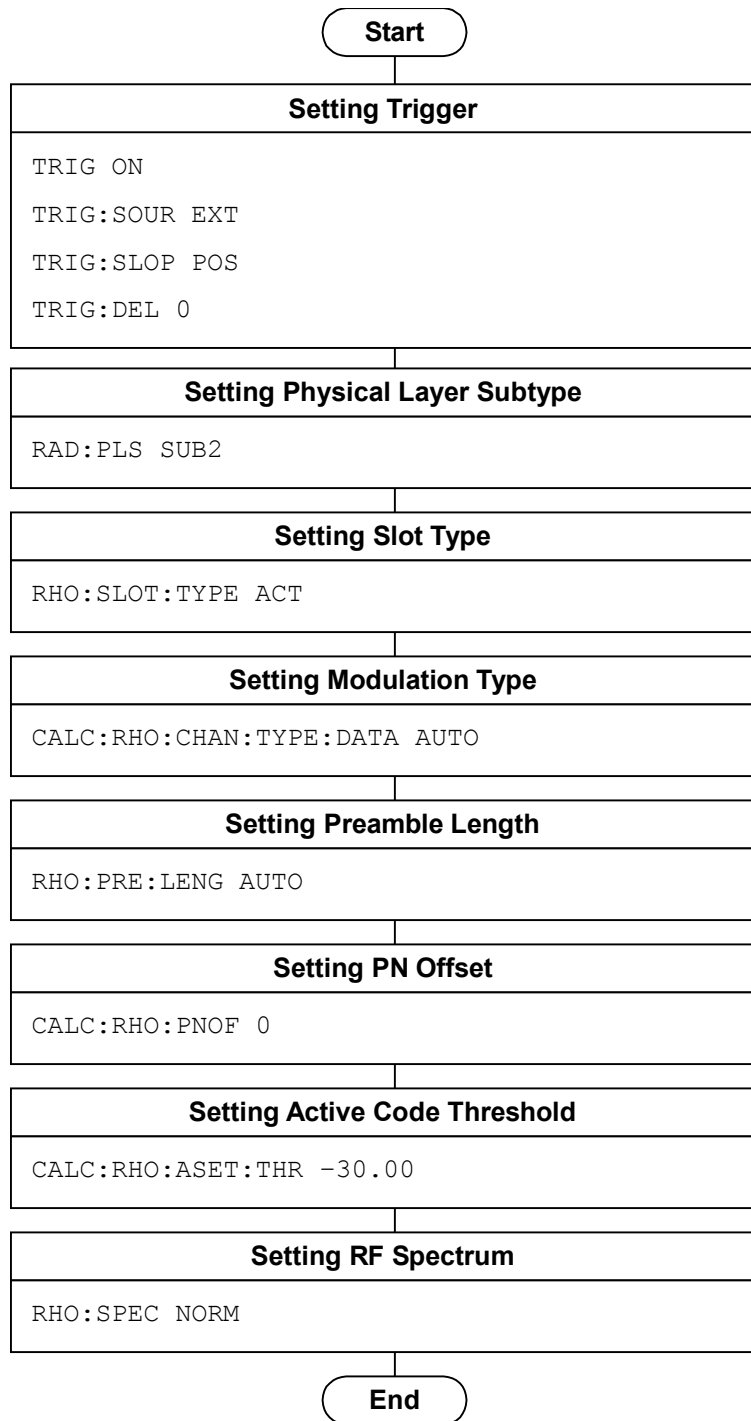 Start
Setting Trigger
TRIG ON
TRIG:SOUR EXT
TRIG:SLOP POS
TRIG:DEL 0
Setting Physical Layer Subtype
RAD:PLS SUB2
Setting Slot Type
RHO:SLOT:TYPE ACT
Setting Modulation Type
CALC:RHO:CHAN:TYPE:DATA AUTO
Setting Preamble Length
RHO:PRE:LENG AUTO
Setting PN Offset
CALC:RHO:PNOF 0
Setting Active Code Threshold
CALC:RHO:ASET:THR −30.00
Setting RF Spectrum
RHO:SPEC NORM
End